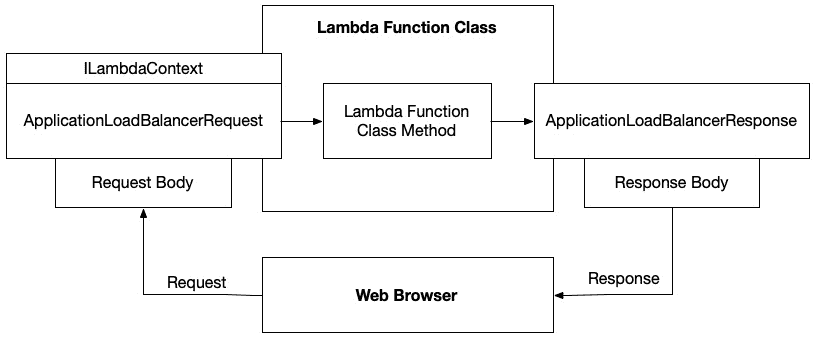 Lambda Function Class
ILambdaContext
ApplicationLoadBalancerRequest
Lambda Function
Class Method
ApplicationLoadBalancerResponse
Request Body
Response Body
Request
Response
Web Browser